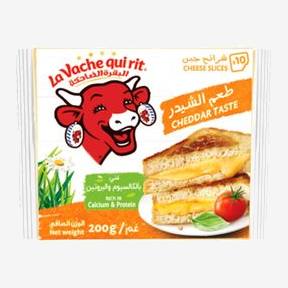 La Vache qui rit®
البقرة الضاحكة
شرائح جبن
CHEESE SLICES
10
طعم الشيدر
CHEDDAR TASTE
غني
بالكالسيوم والبروتين
RICH IN
Calcium & Protein
الوزن الصافي
Net weight
200g / غم